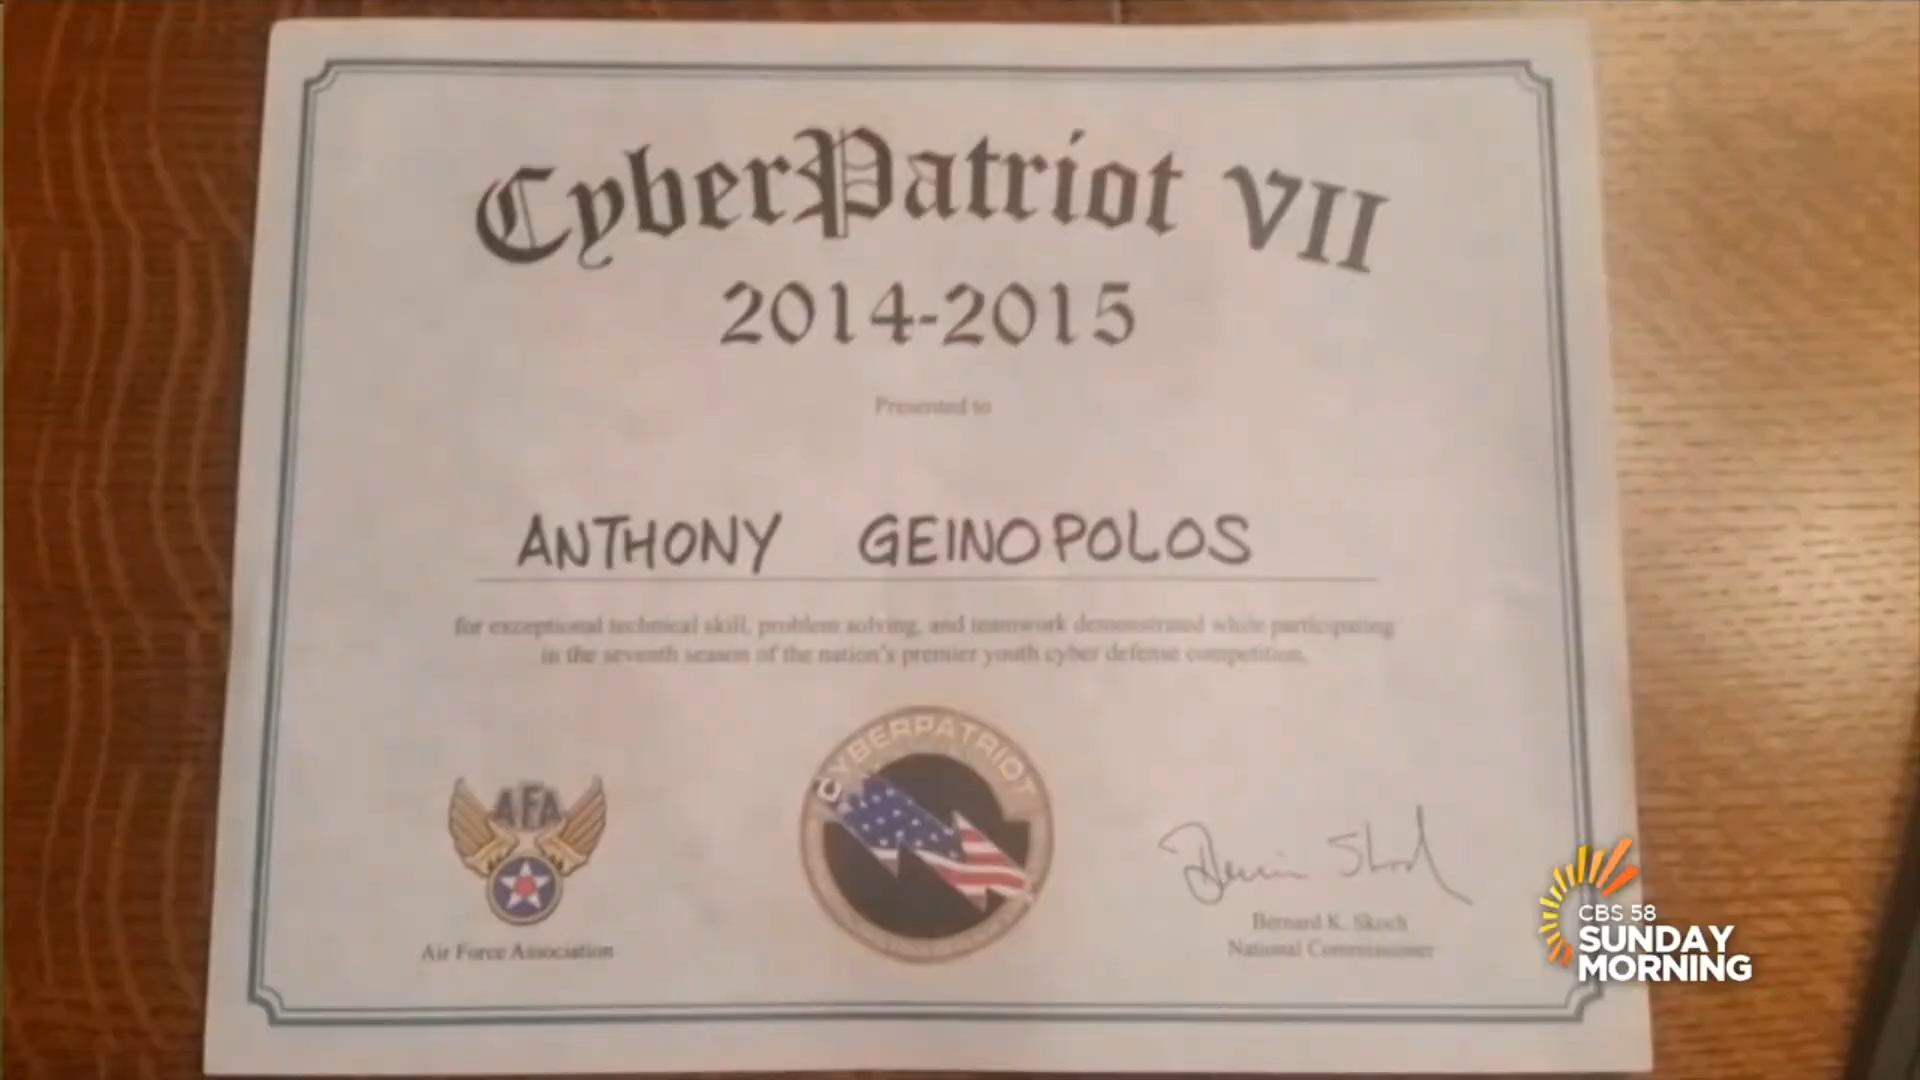 CyberPatriot VII
2014-2015
Presented to
ANTHONY GEINOPOLOS
for exceptional technical skill, problem solving, and teamwork demonstrated while participating
in the seventh season of the nation's premier youth cyber defense competition.
CYBERPATRIOT
AFA
Air Force Association
Bernard K. Skoch
National Commissioner
CBS 58
SUNDAY
MORNING